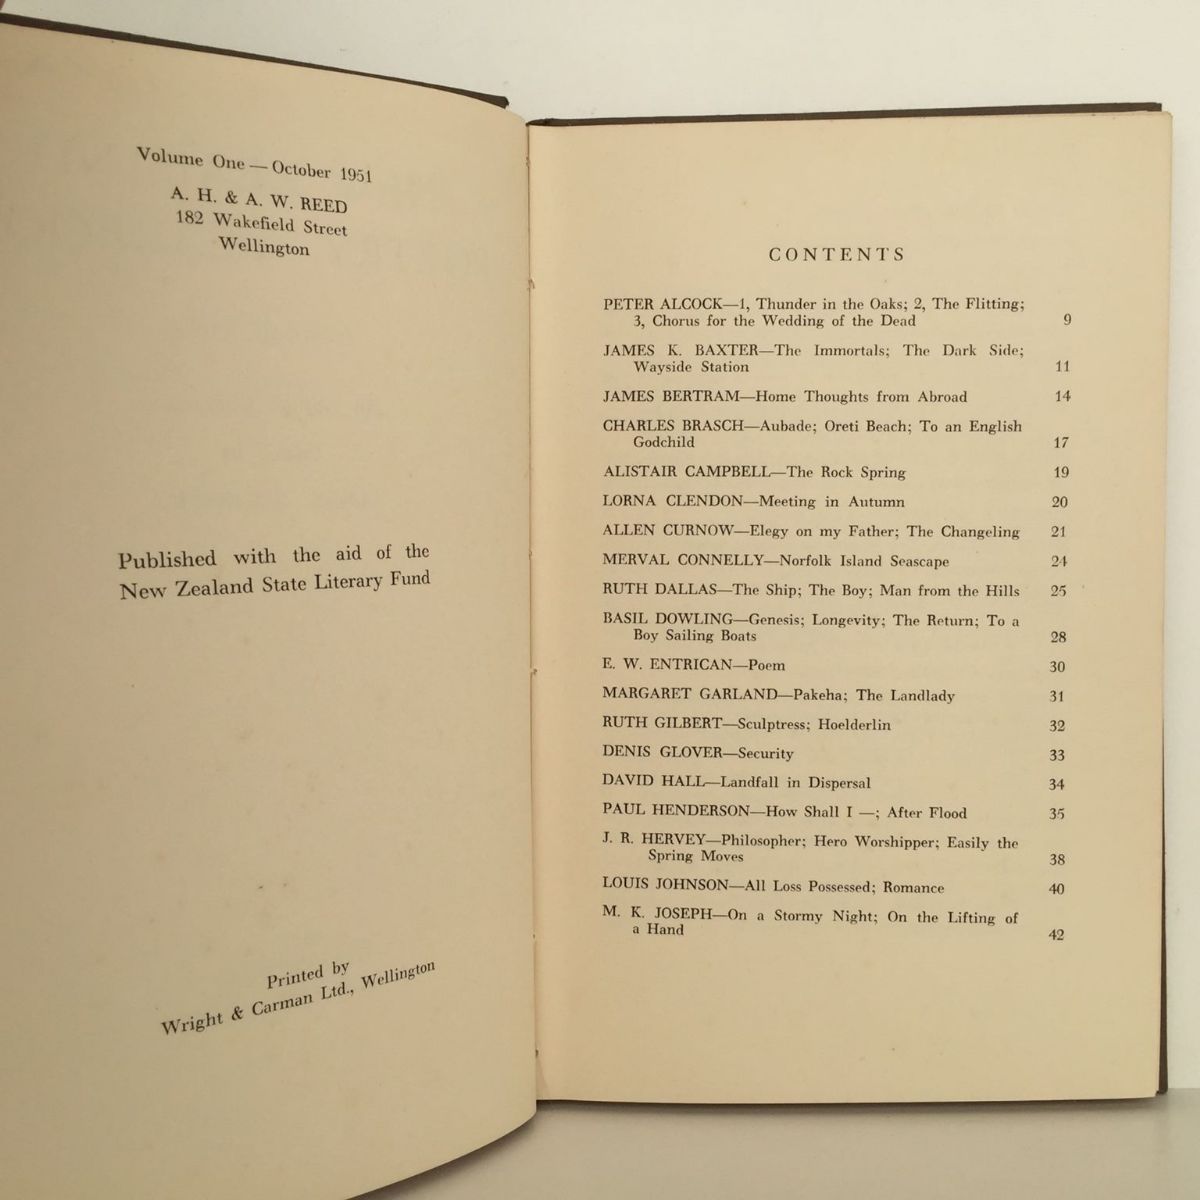 Volume One — October 1951
A. H. & A. W. REED
182 Wakefield Street
Wellington
Published with the aid of the
New Zealand State Literary Fund
Printed by
Wright & Carman Ltd., Wellington
CONTENTS
PETER ALCOCK—1, Thunder in the Oaks; 2, The Flitting;
3, Chorus for the Wedding of the Dead 9
JAMES K. BAXTER—The Immortals; The Dark Side;
Wayside Station 11
JAMES BERTRAM—Home Thoughts from Abroad 14
CHARLES BRASCH—Aubade; Oreti Beach; To an English
Godchild 17
ALISTAIR CAMPBELL—The Rock Spring 19
LORNA CLENDON—Meeting in Autumn 20
ALLEN CURNOW—Elegy on my Father; The Changeling 21
MERVAL CONNELLY—Norfolk Island Seascape 24
RUTH DALLAS—The Ship; The Boy; Man from the Hills 25
BASIL DOWLING—Genesis; Longevity; The Return; To a
Boy Sailing Boats 28
E. W. ENTRICAN—Poem 30
MARGARET GARLAND—Pakeha; The Landlady 31
RUTH GILBERT—Sculptress; Hoelderlin 32
DENIS GLOVER—Security 33
DAVID HALL—Landfall in Dispersal 34
PAUL HENDERSON—How Shall I —; After Flood 35
J. R. HERVEY—Philosopher; Hero Worshipper; Easily the
Spring Moves 38
LOUIS JOHNSON—All Loss Possessed; Romance 40
M. K. JOSEPH—On a Stormy Night; On the Lifting of
a Hand 42